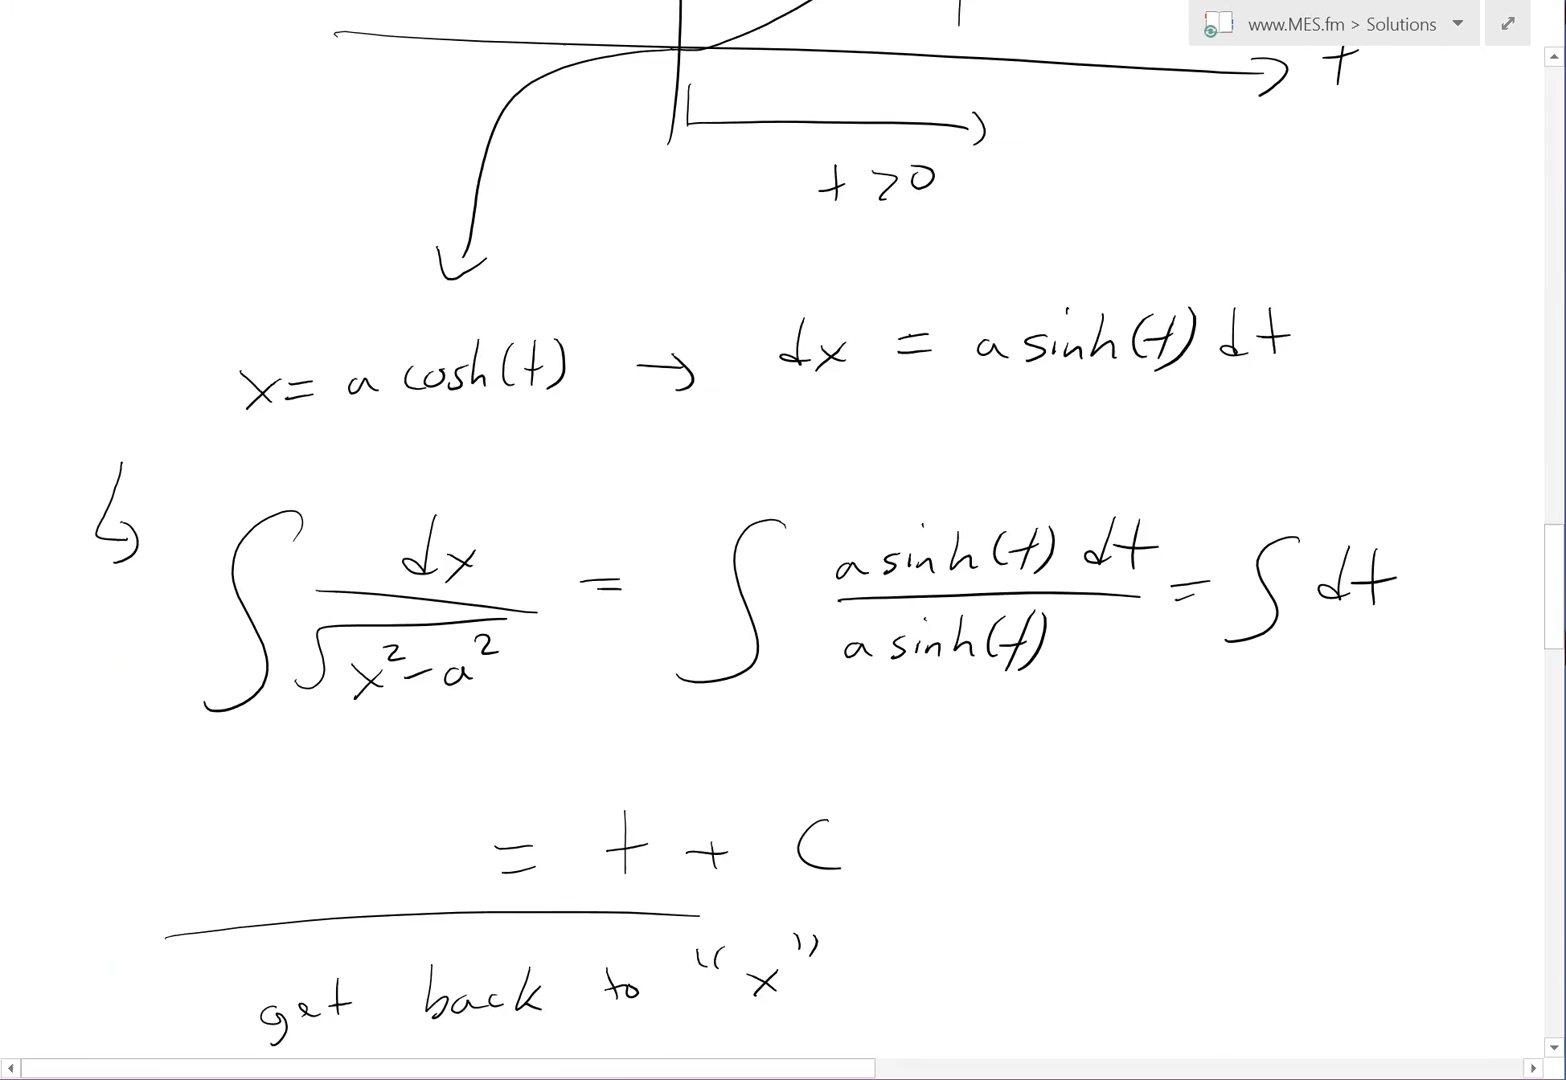 www.MES.fm > Solutions
t
t > 0
x = a cosh(t) → dx = a sinh(t) dt
↳ ∫ dx / √(x² - a²) = ∫ a sinh(t) dt / a sinh(t) = ∫ dt
= t + C
get back to "x"